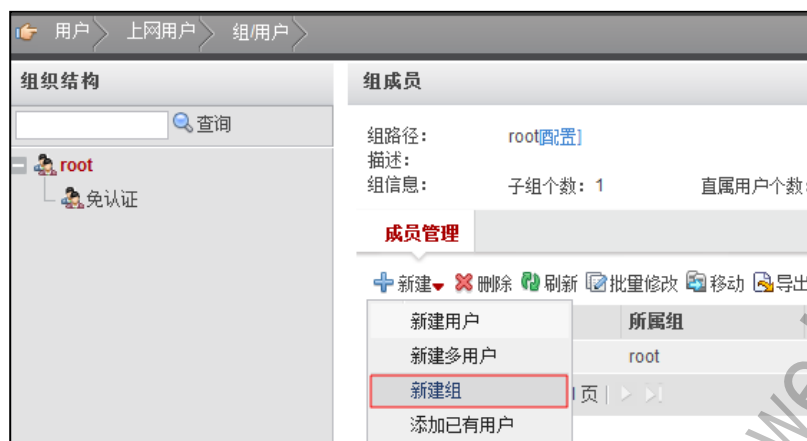 用户 上网用户 组/用户
组织结构
查询
root
免认证
组成员
组路径： root[配置]
描述：
组信息： 子组个数：1 直属用户个数：
成员管理
新建 删除 刷新 批量修改 移动 导出
新建用户
新建多用户
新建组
添加已有用户
所属组
root
页